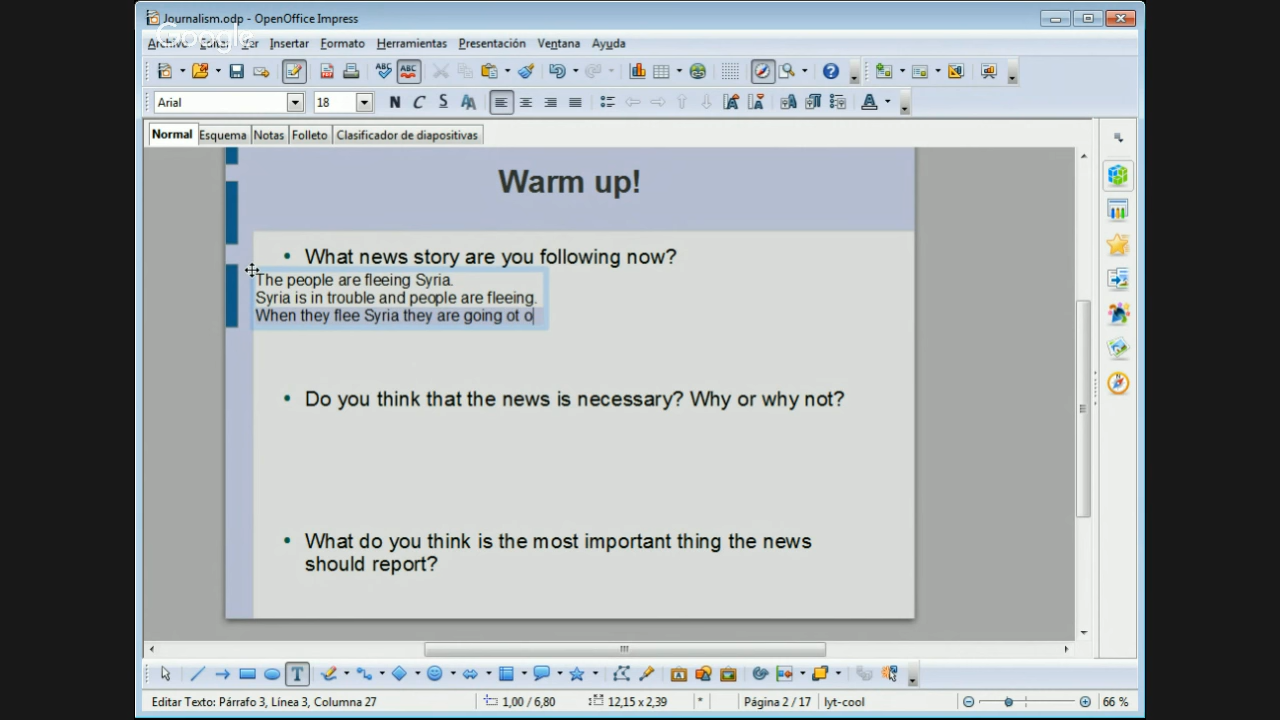 Journalism.odp - OpenOffice Impress
Google
Archivo Editar Ver Insertar Formato Herramientas Presentación Ventana Ayuda
Arial 18 N C S
Normal Esquema Notas Folleto Clasificador de diapositivas
Warm up!
• What news story are you following now?
The people are fleeing Syria.
Syria is in trouble and people are fleeing.
When they flee Syria they are going ot o
• Do you think that the news is necessary? Why or why not?
• What do you think is the most important thing the news
should report?
Editar Texto: Párrafo 3, Línea 3, Columna 27 1,00 / 6,80 12,15 x 2,39 * Página 2 / 17 lyt-cool 66 %